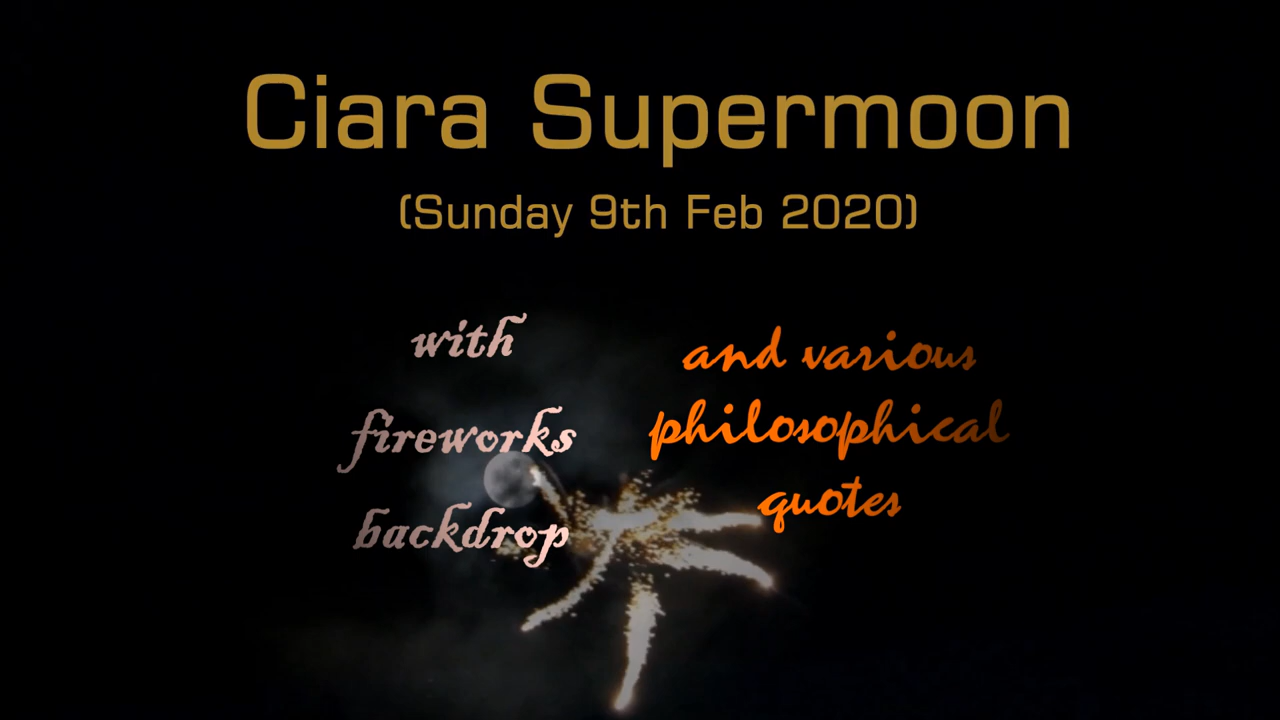 Ciara Supermoon
(Sunday 9th Feb 2020)
with
fireworks
backdrop
and various
philosophical
quotes